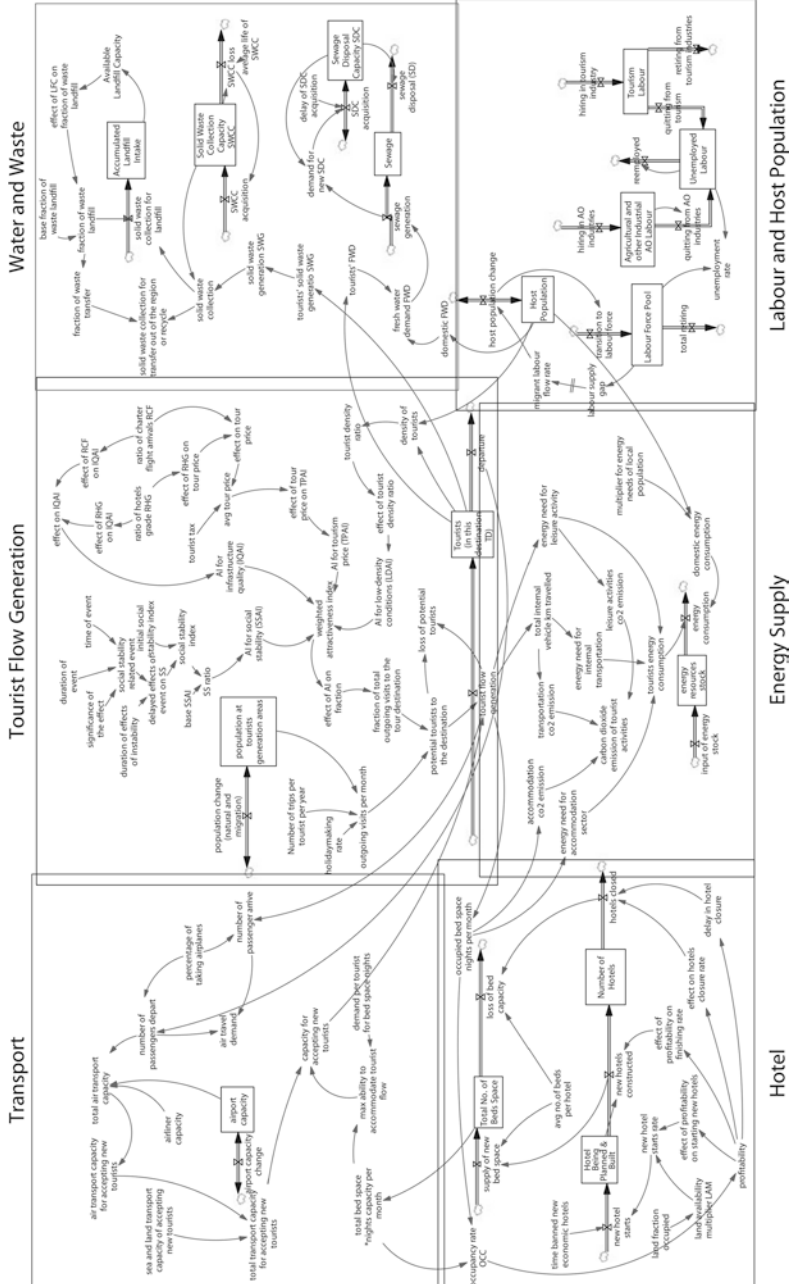 Transport
air transport capacity
for accepting new
tourists
sea and land transport
capacity of accepting
new tourists
total transport capacity
for accepting new
tourists
total air transport
capacity
airliner
capacity
airport
capacity
airport capacity
change
number of
passengers depart
air travel
demand
percentage of
taking airplanes
number of
passenger arrive
capacity for
accepting new
tourists
max ability to
accommodate tourist
flow
demand per tourist
for bed space nights
total bed space
*nights capacity per
month
Tourist Flow Generation
duration of
event
time of event
significance of
the effect
social stability
related event
initial social
stability index
duration of effects
of instability
delayed effects of
event on SS
social stability
index
base SSAI
SS ratio
AI for social
stability (SSAI)
population change
(natural and
migration)
population at
tourists
generation areas
Number of trips per
tourist per year
holidaymaking
rate
outgoing visits per month
effect of AI on
fraction
fraction of total
outgoing visits to the
tour destination
potential tourists to
the destination
loss of potential
tourists
weighted
attractiveness index
effect on IQAI
effect of RCF
on IQAI
ratio of charter
flight arrivals RCF
effect of RHG
on IQAI
ratio of hotels
grade RHG
effect of RHG on
tour price
effect on tour
price
tourist tax
avg tour price
effect of tour
price on TPAI
AI for
infrastructure
quality (IQAI)
AI for tourism
price (TPAI)
AI for low-density
conditions (LDAI)
effect of tourist
density ratio
tourist density
ratio
density of
tourists
tourist flow
generation
Tourists
(in this
destination
TD)
departure
Water and Waste
base fraction of
waste landfill
effect of LFC on
fraction of waste
landfill
Available
Landfill Capacity
fraction of waste
landfill
Accumulated
Landfill
Intake
fraction of waste
transfer
solid waste
collection for
landfill
solid waste collection for
transfer out of the region
or recycle
solid waste
collection
Solid Waste
Collection
Capacity
SWCC
SWCC loss
average life of
SWCC
SWCC
acquisition
solid waste
generation SWG
tourists' solid waste
generatio SWG
Sewage
Disposal
Capacity SDC
delay of SDC
acquisition
SDC
acquisition
demand for
new SDC
Sewage
sewage
disposal (SD)
sewage
generation
tourists' FWD
fresh water
demand FWD
domestic FWD
Hotel
occupied bed space
nights per month
occupancy rate
OCC
Total No. of
Beds Space
supply of new
bed space
loss of bed
capacity
avg no.of beds
per hotel
time banned new
economic hotels
new hotel
starts
Hotel
Being
Planned &
Built
new hotels
constructed
Number of
Hotels
hotels closed
land fraction
occupied
new hotel
starts rate
land availability
multiplier LAM
effect of profitability
on starting new hotels
effect of
profitability on
finishing rate
effect on hotels
closure rate
delay in hotel
closure
profitability
Energy Supply
accommodation
co2 emission
energy need for
accommodation
sector
transportation
co2 emission
total internal
vehicle km travelled
energy need for
internal
transportation
energy need for
leisure activity
leisure activities
co2 emission
carbon dioxide
emission of tourist
activities
tourists energy
consumption
multiplier for energy
needs of local
population
domestic energy
consumption
input of energy
stock
energy
resources
stock
energy
consumption
Labour and Host Population
host population change
Host
Population
migrant labour
flow rate
labour supply
gap
transition to
labour force
Labour Force Pool
total retiring
unemployment
rate
hiring in AO
industries
Agricultural and
other Industrial
AO Labour
quitting from AO
industries
reemployed
Unemployed
Labour
hiring in tourism
industry
Tourism
Labour
quitting from
tourism
retiring from
tourism industries